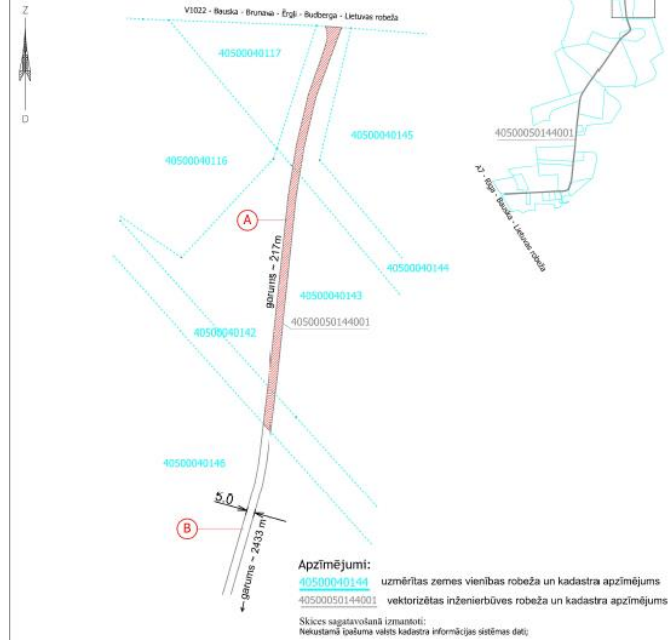 Z
D
V1022 - Bauska - Brunava - Ērgļi - Budberga - Lietuvas robeža
40500040117
40500040145
40500050144001
40500040116
A7 - Rīga - Bauska - Lietuvas robeža
A
garums ~ 217m
40500040144
40500040143
40500050144001
40500040142
40500040146
5.0
B
garums ~ 2433 m
Apzīmējumi:
40500040144 uzmērītas zemes vienības robeža un kadastra apzīmējums
40500050144001 vektorizētas inženierbūves robeža un kadastra apzīmējums
Skices sagatavošanā izmantoti:
Nekustamā īpašuma valsts kadastra informācijas sistēmas dati;